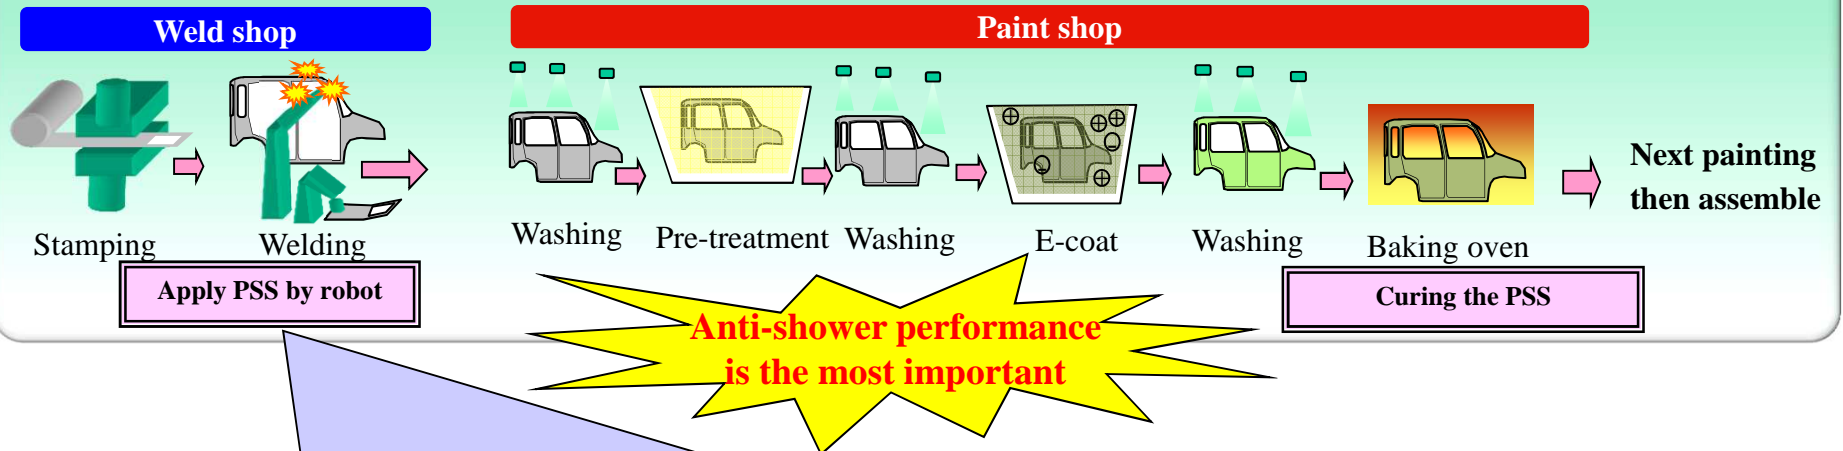 Weld shop
Paint shop
Stamping
Welding
Washing
Pre-treatment
Washing
E-coat
Washing
Baking oven
Next painting
then assemble
Apply PSS by robot
Curing the PSS
Anti-shower performance
is the most important